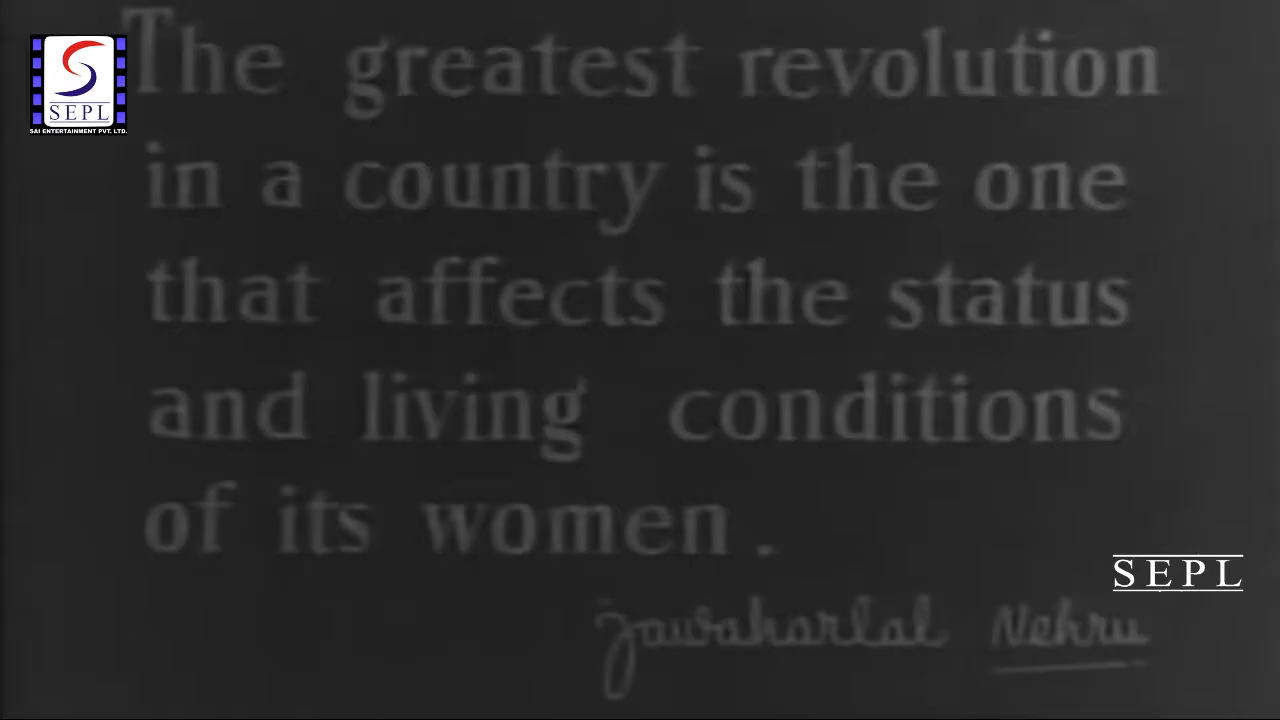 The greatest revolution
in a country is the one
that affects the status
and living conditions
of its women.
Jawaharlal Nehru
SEPL
SAI ENTERTAINMENT PVT. LTD.
SEPL